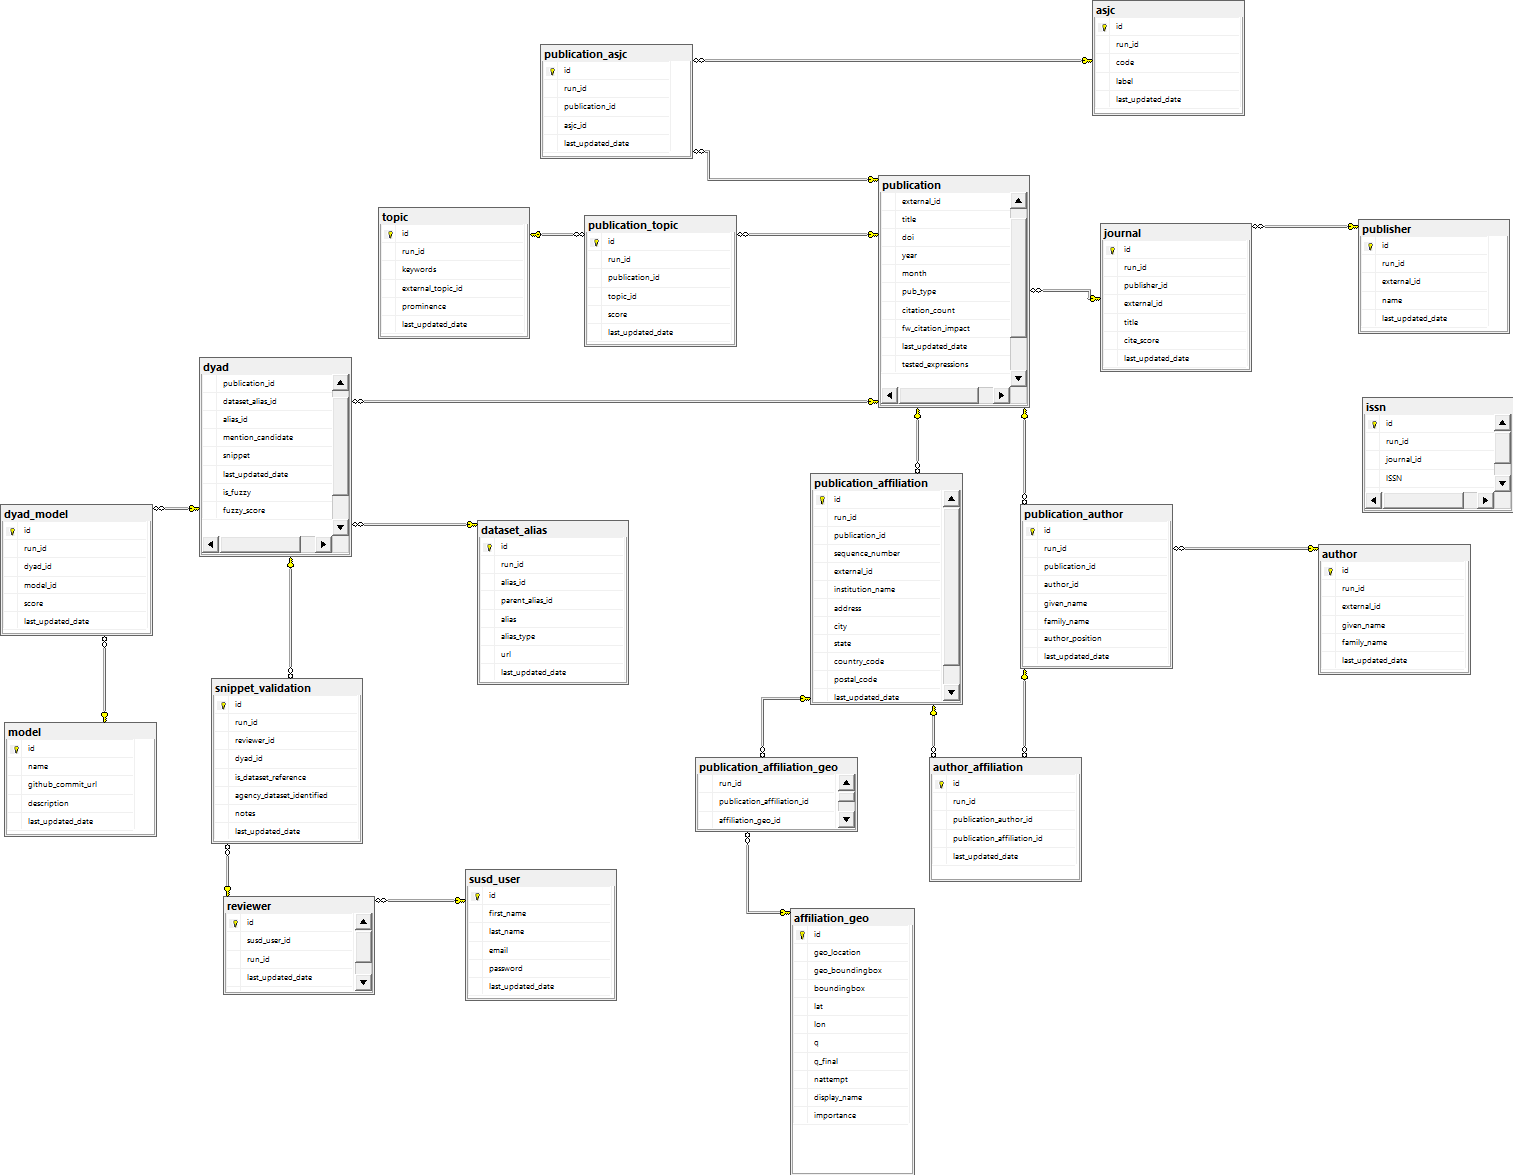 asjc
id
run_id
code
label
last_updated_date
publication_asjc
id
run_id
publication_id
asjc_id
last_updated_date
publication
external_id
title
doi
year
month
pub_type
citation_count
fw_citation_impact
last_updated_date
tested_expressions
topic
id
run_id
keywords
external_topic_id
prominence
last_updated_date
publication_topic
id
run_id
publication_id
topic_id
score
last_updated_date
journal
id
run_id
publisher_id
external_id
title
cite_score
last_updated_date
publisher
id
run_id
external_id
name
last_updated_date
dyad
publication_id
dataset_alias_id
alias_id
mention_candidate
snippet
last_updated_date
is_fuzzy
fuzzy_score
issn
id
run_id
journal_id
ISSN
dyad_model
id
run_id
dyad_id
model_id
score
last_updated_date
dataset_alias
id
run_id
alias_id
parent_alias_id
alias
alias_type
url
last_updated_date
publication_affiliation
id
run_id
publication_id
sequence_number
external_id
institution_name
address
city
state
country_code
postal_code
last_updated_date
publication_author
id
run_id
publication_id
author_id
given_name
family_name
author_position
last_updated_date
author
id
run_id
external_id
given_name
family_name
last_updated_date
snippet_validation
id
run_id
reviewer_id
dyad_id
is_dataset_reference
agency_dataset_identified
notes
last_updated_date
model
id
name
github_commit_url
description
last_updated_date
publication_affiliation_geo
run_id
publication_affiliation_id
affiliation_geo_id
author_affiliation
id
run_id
publication_author_id
publication_affiliation_id
last_updated_date
reviewer
id
susd_user_id
run_id
last_updated_date
susd_user
id
first_name
last_name
email
password
last_updated_date
affiliation_geo
id
geo_location
geo_boundingbox
boundingbox
lat
lon
q
q_final
nattempt
display_name
importance